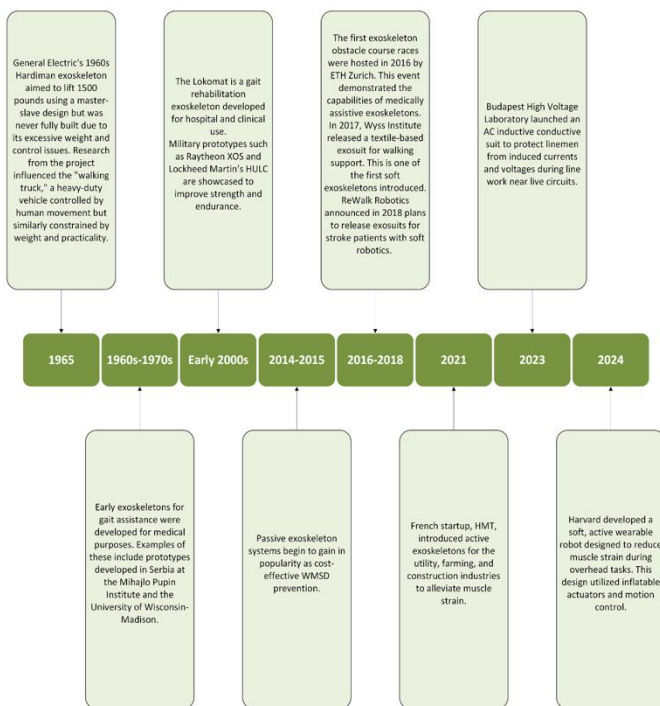 General Electric's 1960s
Hardiman exoskeleton
aimed to lift 1500
pounds using a master-
slave design but was
never fully built due to
its excessive weight and
control issues. Research
from the project
influenced the "walking
truck," a heavy-duty
vehicle controlled by
human movement but
similarly constrained by
weight and practicality.
The Lokomat is a gait
rehabilitation
exoskeleton developed
for hospital and clinical
use.
Military prototypes such
as Raytheon XOS and
Lockheed Martin's HULC
are showcased to
improve strength and
endurance.
The first exoskeleton
obstacle course races
were hosted in 2016 by
ETH Zurich. This event
demonstrated the
capabilities of medically
assistive exoskeletons.
In 2017, Wyss Institute
released a textile-based
exosuit for walking
support. This is one of
the first soft
exoskeletons introduced.
ReWalk Robotics
announced in 2018 plans
to release exosuits for
stroke patients with soft
robotics.
Budapest High Voltage
Laboratory launched an
AC inductive conductive
suit to protect linemen
from induced currents
and voltages during line
work near live circuits.
1965
1960s-1970s
Early 2000s
2014-2015
2016-2018
2021
2023
2024
Early exoskeletons for
gait assistance were
developed for medical
purposes. Examples of
these include prototypes
developed in Serbia at
the Mihajlo Pupin
Institute and the
University of Wisconsin-
Madison.
Passive exoskeleton
systems begin to gain in
popularity as cost-
effective WMSD
prevention.
French startup, HMT,
introduced active
exoskeletons for the
utility, farming, and
construction industries
to alleviate muscle
strain.
Harvard developed a
soft, active wearable
robot designed to reduce
muscle strain during
overhead tasks. This
design utilized inflatable
actuators and motion
control.